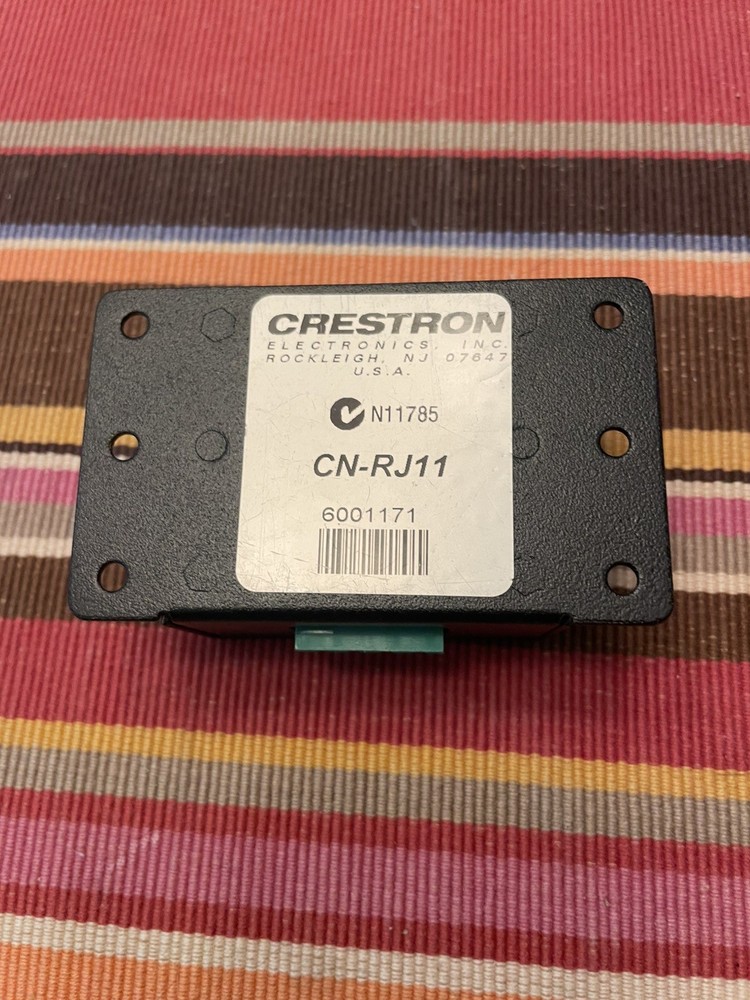 CRESTRON
ELECTRONICS, INC.
ROCKLEIGH, NJ 07647
U.S.A.
N11785
CN-RJ11
6001171